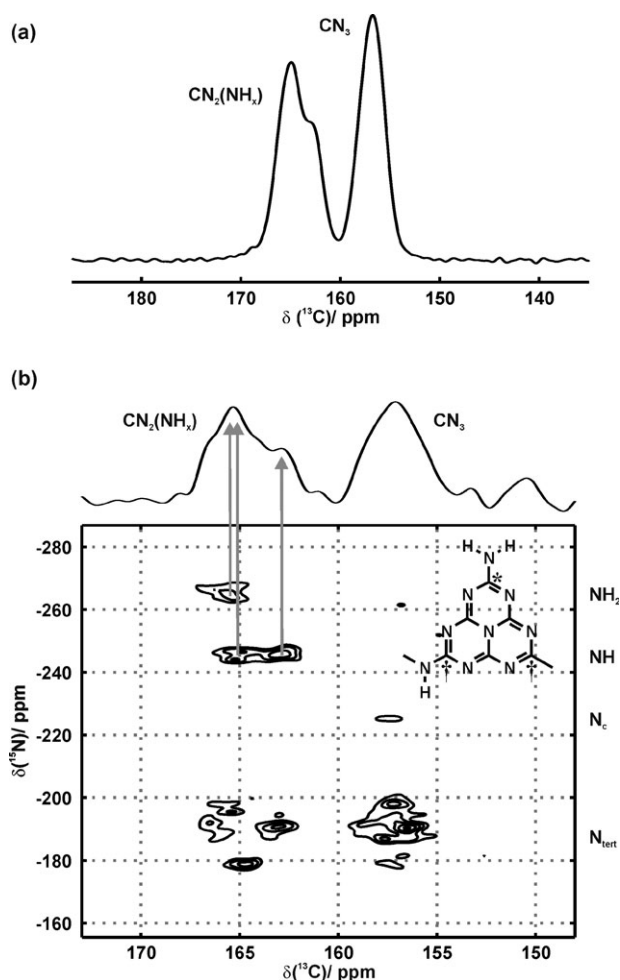 (a)
CN₃
CN₂(NHₓ)
180 170 160 150 140
δ (¹³C)/ ppm
(b)
CN₂(NHₓ) CN₃
-280
-260
-240
-220
-200
-180
-160
δ(¹⁵N)/ ppm
H H
N
*
N N
N N N
N N N
H
† †
NH₂
NH
N꜀
Nₜₑᵣₜ
170 165 160 155 150
δ(¹³C)/ ppm